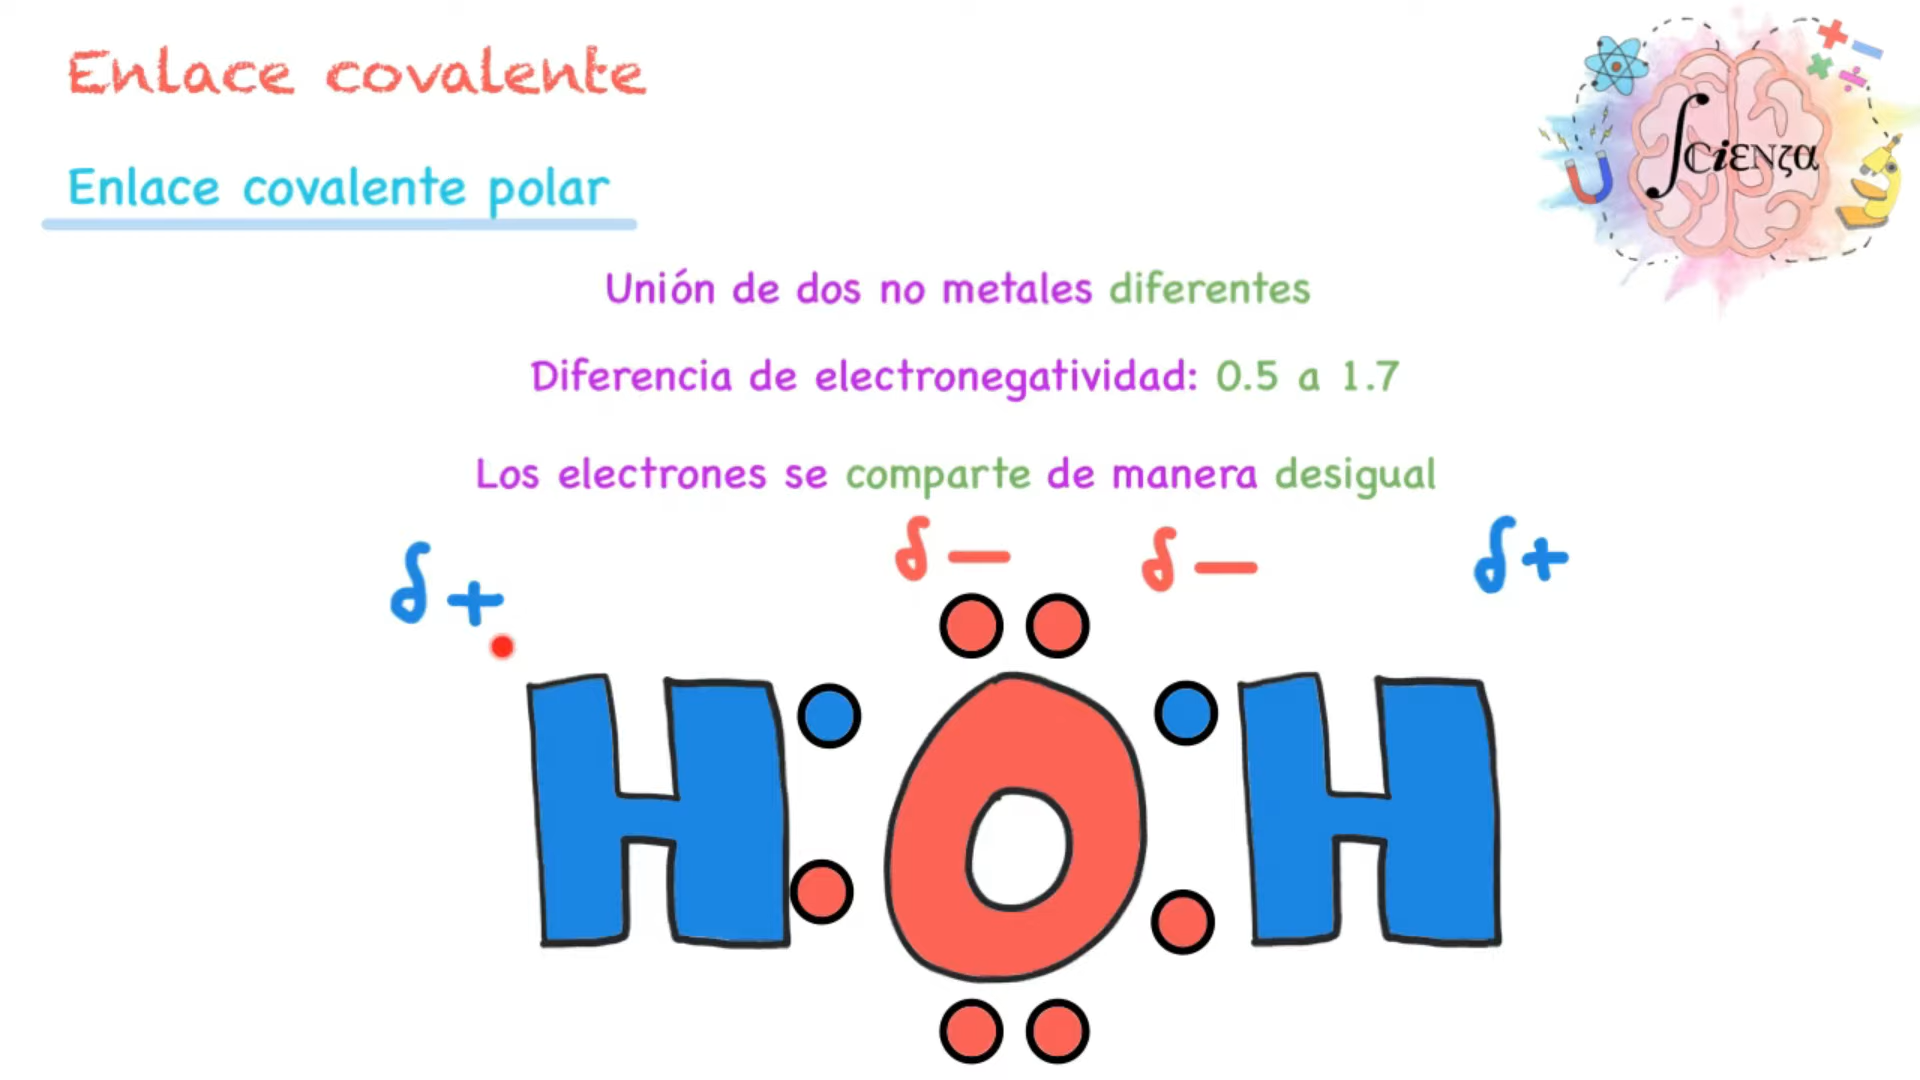 Enlace covalente
SciENζα
Enlace covalente polar
Unión de dos no metales diferentes
Diferencia de electronegatividad: 0.5 a 1.7
Los electrones se comparte de manera desigual
δ+ δ− δ− δ+
H O H